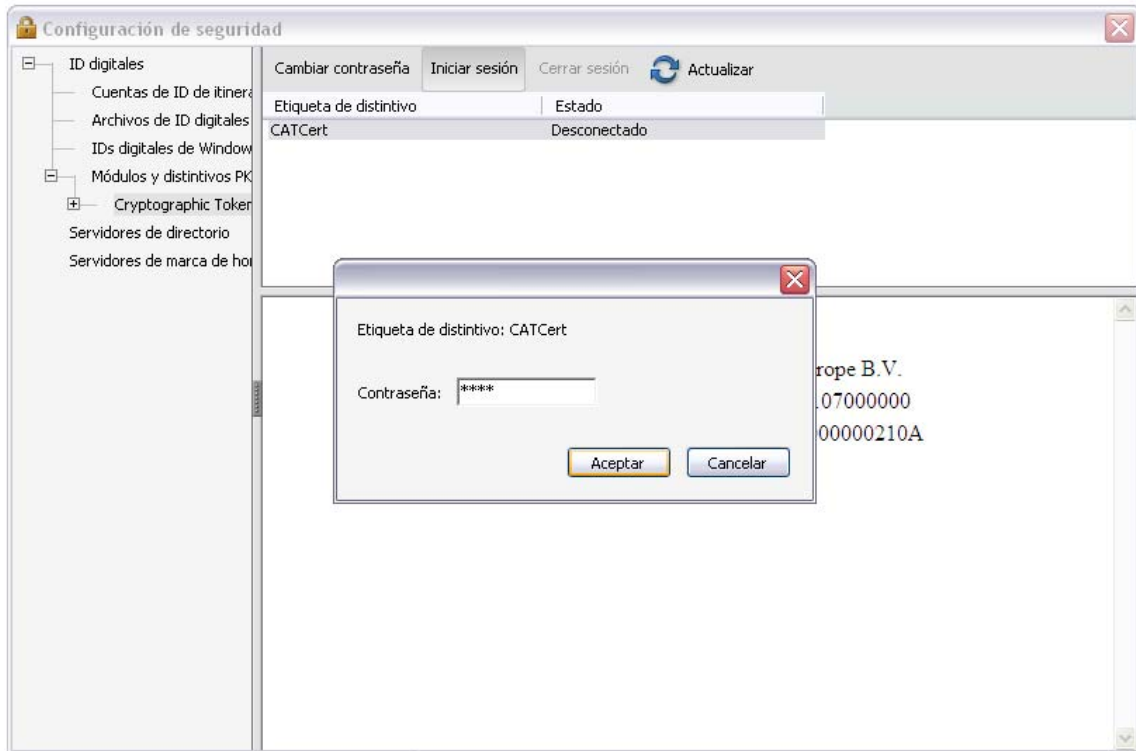 Configuración de seguridad
ID digitales
Cuentas de ID de itinera
Archivos de ID digitales
IDs digitales de Window
Módulos y distintivos PK
Cryptographic Token
Servidores de directorio
Servidores de marca de hor
Cambiar contraseña Iniciar sesión Cerrar sesión Actualizar
Etiqueta de distintivo Estado
CATCert Desconectado
Etiqueta de distintivo: CATCert
Contraseña: ****
Aceptar Cancelar
rope B.V.
107000000
000000210A